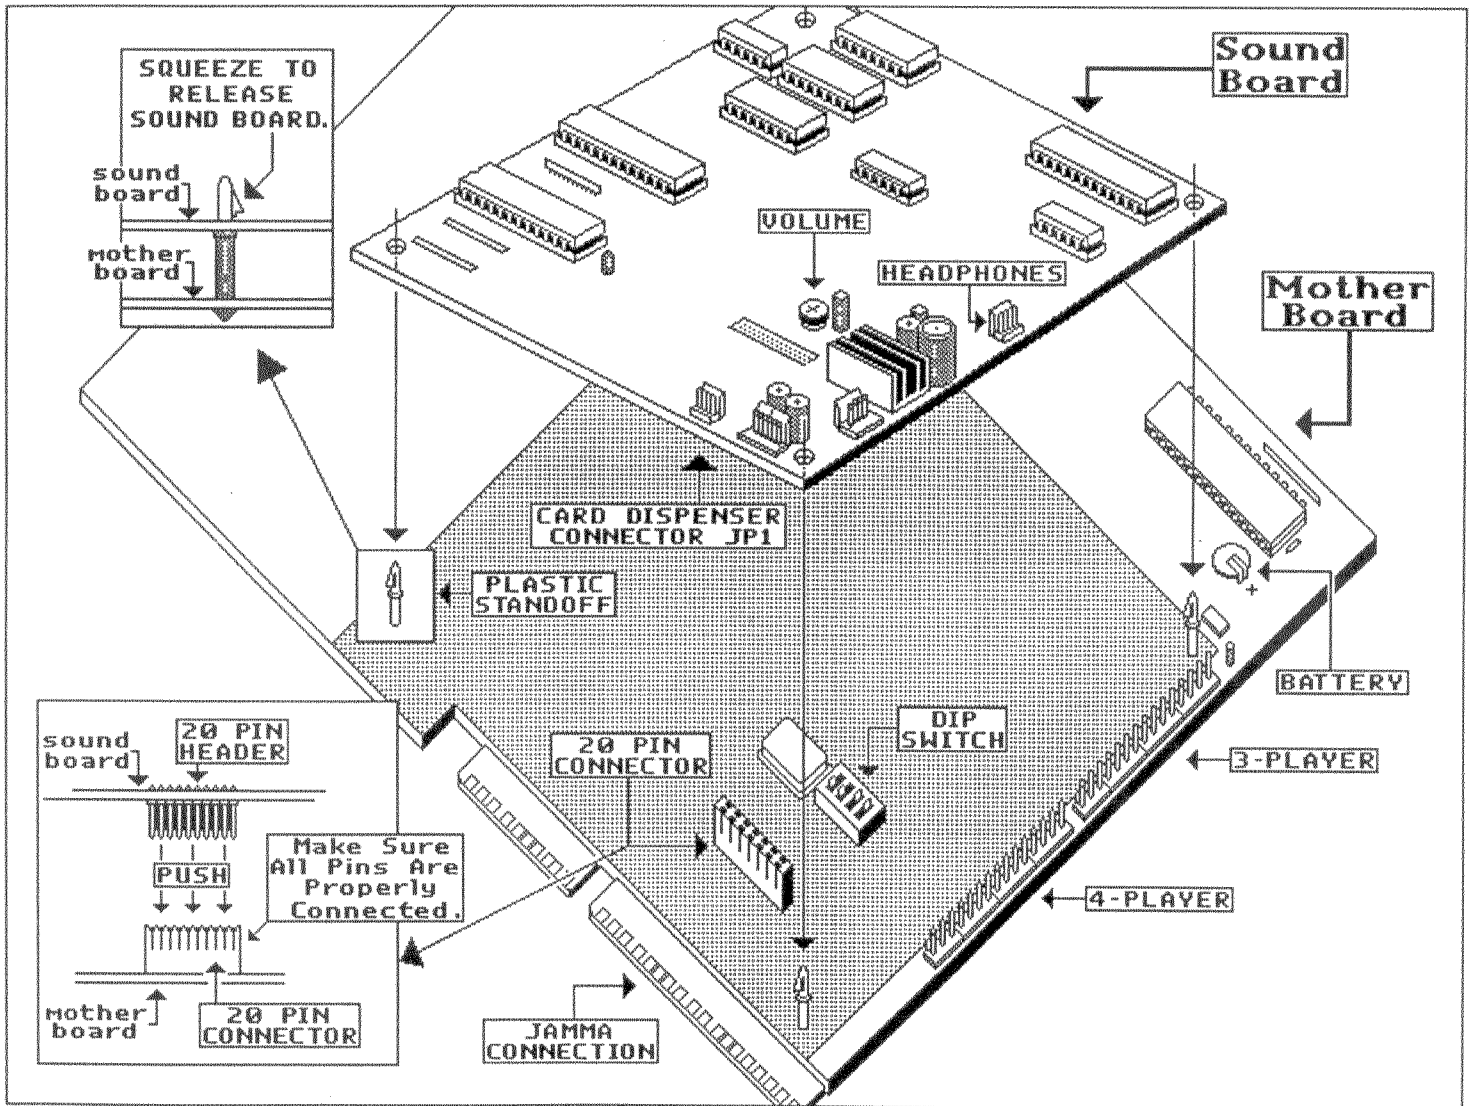 SQUEEZE TO
RELEASE
SOUND BOARD.
sound
board
mother
board
Sound
Board
VOLUME
HEADPHONES
Mother
Board
CARD DISPENSER
CONNECTOR JP1
PLASTIC
STANDOFF
BATTERY
+
DIP
SWITCH
20 PIN
CONNECTOR
3-PLAYER
4-PLAYER
JAMMA
CONNECTION
sound
board
20 PIN
HEADER
PUSH
Make Sure
All Pins Are
Properly
Connected.
mother
board
20 PIN
CONNECTOR